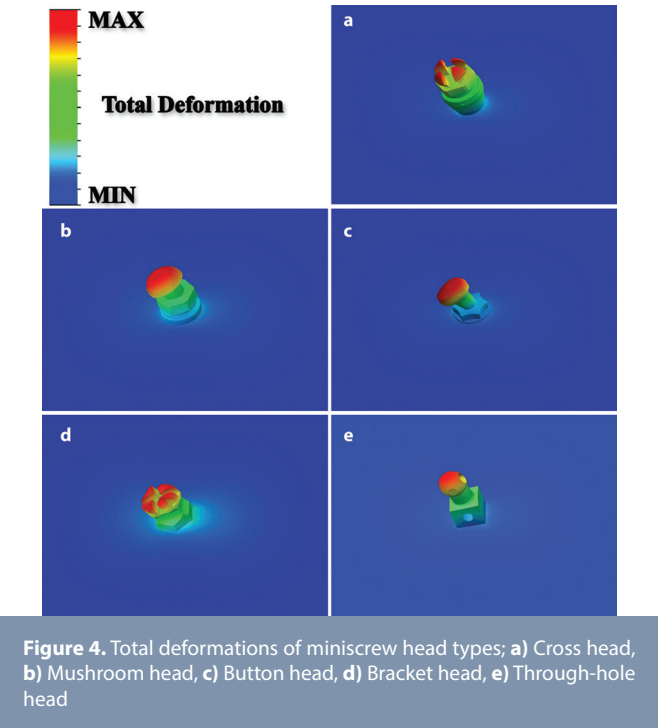 MAX
Total Deformation
MIN
a
b
c
d
e
Figure 4. Total deformations of miniscrew head types; a) Cross head,
b) Mushroom head, c) Button head, d) Bracket head, e) Through-hole
head